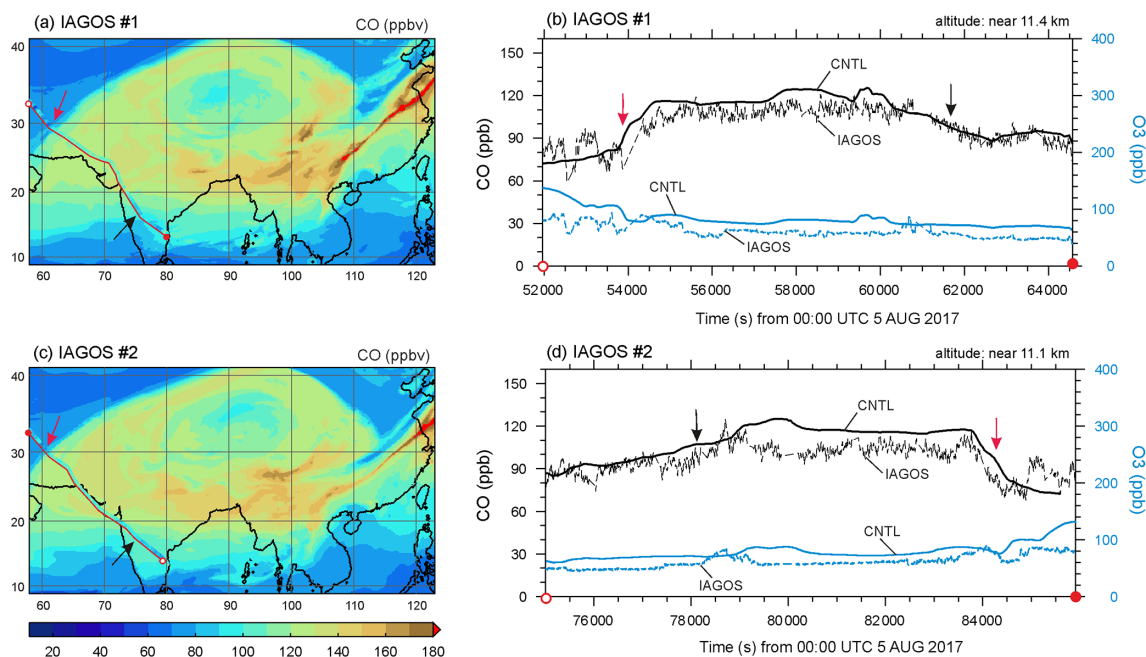 (a) IAGOS #1 CO (ppbv)
40
30
20
10
60 70 80 90 100 110 120
(b) IAGOS #1 altitude: near 11.4 km
150
120
90
60
30
0
CO (ppb)
CNTL
IAGOS
CNTL
IAGOS
400
300
200
100
0
O3 (ppb)
52000 54000 56000 58000 60000 62000 64000
Time (s) from 00:00 UTC 5 AUG 2017
(c) IAGOS #2 CO (ppbv)
40
30
20
10
60 70 80 90 100 110 120
20 40 60 80 100 120 140 160 180
(d) IAGOS #2 altitude: near 11.1 km
150
120
90
60
30
0
CO (ppb)
CNTL
IAGOS
CNTL
IAGOS
400
300
200
100
0
O3 (ppb)
76000 78000 80000 82000 84000
Time (s) from 00:00 UTC 5 AUG 2017